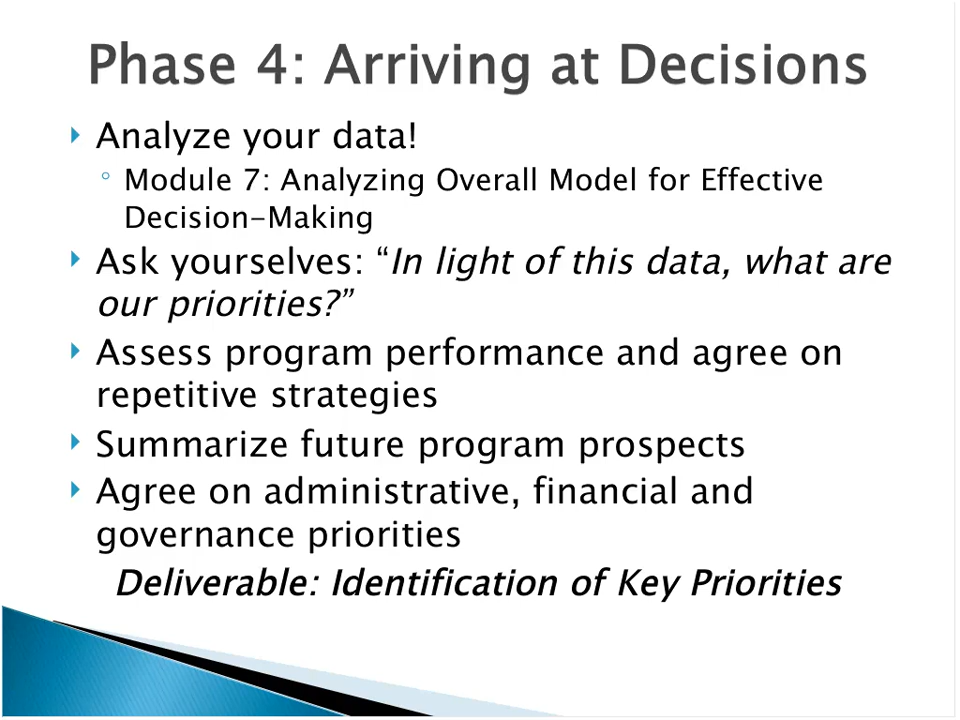 Phase 4: Arriving at Decisions
Analyze your data!
Module 7: Analyzing Overall Model for Effective
Decision-Making
Ask yourselves: “In light of this data, what are
our priorities?”
Assess program performance and agree on
repetitive strategies
Summarize future program prospects
Agree on administrative, financial and
governance priorities
Deliverable: Identification of Key Priorities